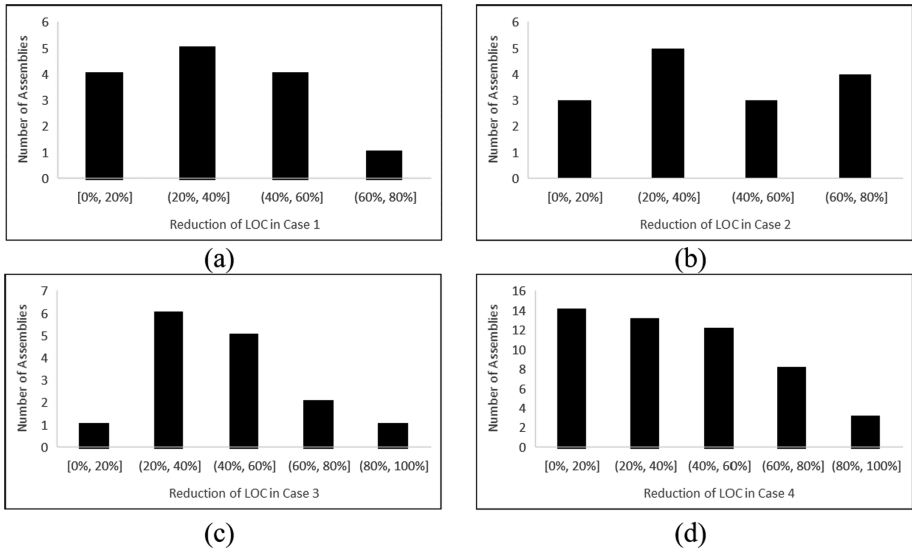 6
5
4
3
2
1
0
Number of Assemblies
[0%, 20%] (20%, 40%] (40%, 60%] (60%, 80%]
Reduction of LOC in Case 1
(a)
6
5
4
3
2
1
0
Number of Assemblies
[0%, 20%] (20%, 40%] (40%, 60%] (60%, 80%]
Reduction of LOC in Case 2
(b)
7
6
5
4
3
2
1
0
Number of Assemblies
[0%, 20%] (20%, 40%] (40%, 60%] (60%, 80%] (80%, 100%]
Reduction of LOC in Case 3
(c)
16
14
12
10
8
6
4
2
0
Number of Assemblies
[0%, 20%] (20%, 40%] (40%, 60%] (60%, 80%] (80%, 100%]
Reduction of LOC in Case 4
(d)